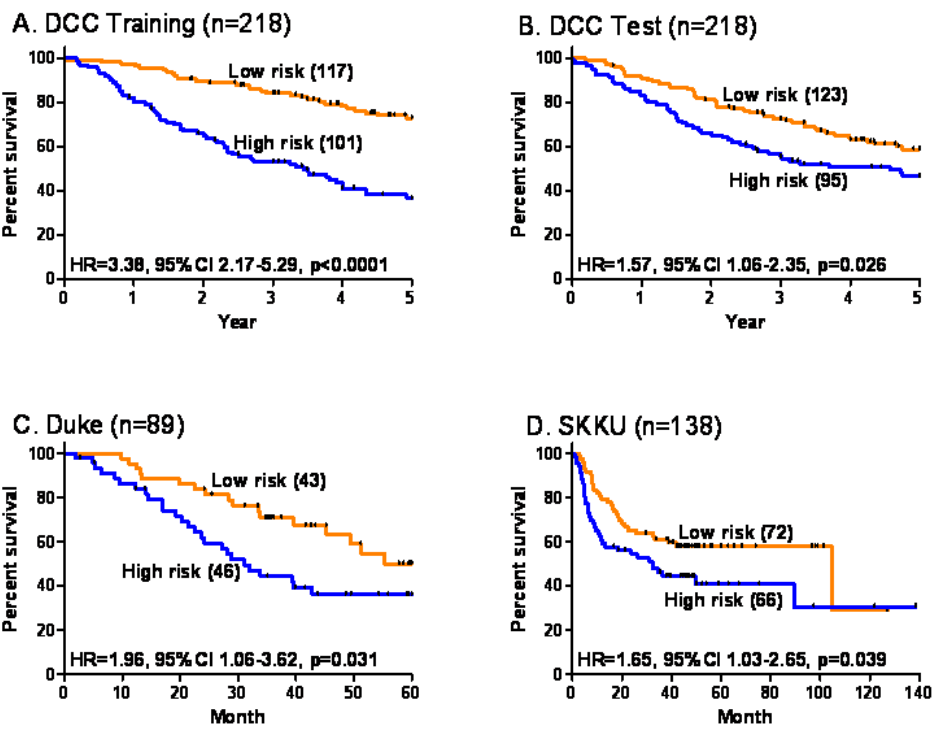 A. DCC Training (n=218)
Percent survival
100
80
60
40
20
0
Low risk (117)
High risk (101)
HR=3.38, 95% CI 2.17-5.29, p<0.0001
0 1 2 3 4 5
Year
B. DCC Test (n=218)
Percent survival
100
80
60
40
20
0
Low risk (123)
High risk (95)
HR=1.57, 95% CI 1.06-2.35, p=0.026
0 1 2 3 4 5
Year
C. Duke (n=89)
Percent survival
100
80
60
40
20
0
Low risk (43)
High risk (46)
HR=1.96, 95% CI 1.06-3.62, p=0.031
0 10 20 30 40 50 60
Month
D. SKKU (n=138)
Percent survival
100
80
60
40
20
0
Low risk (72)
High risk (66)
HR=1.65, 95% CI 1.03-2.65, p=0.039
0 20 40 60 80 100 120 140
Month